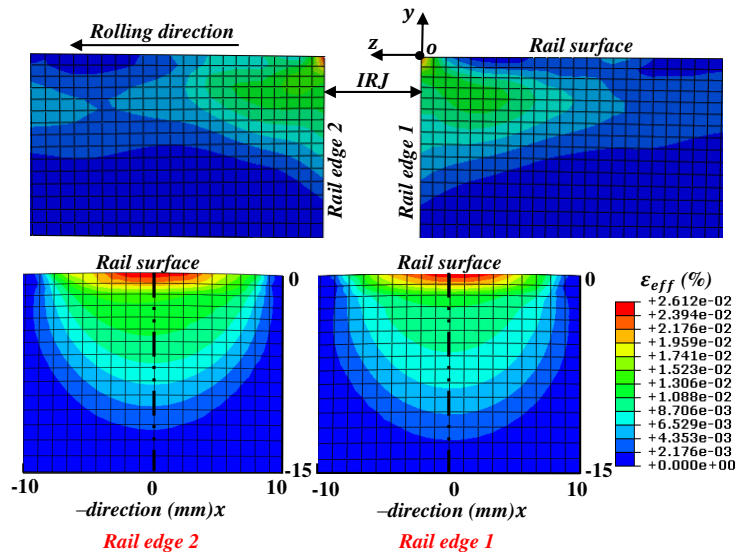 Rolling direction
y
z
o
Rail surface
IRJ
Rail edge 2
Rail edge 1
Rail surface
Rail surface
0
0
ε_eff (%)
+2.612e-02
+2.394e-02
+2.176e-02
+1.959e-02
+1.741e-02
+1.523e-02
+1.306e-02
+1.088e-02
+8.706e-03
+6.529e-03
+4.353e-03
+2.176e-03
+0.000e+00
-15
-15
-10
0
10
-10
0
10
–direction (mm)x
–direction (mm)x
Rail edge 2
Rail edge 1